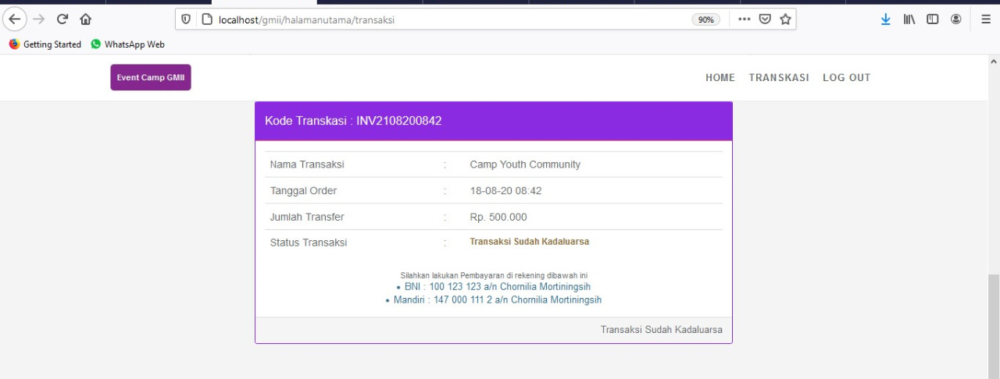 localhost/gmii/halamanutama/transaksi
90%
Getting Started WhatsApp Web
Event Camp GMII
HOME TRANSKASI LOG OUT
Kode Transkasi : INV2108200842
Nama Transaksi : Camp Youth Community
Tanggal Order : 18-08-20 08:42
Jumlah Transfer : Rp. 500.000
Status Transaksi : Transaksi Sudah Kadaluarsa
Silahkan lakukan Pembayaran di rekening dibawah ini
• BNI : 100 123 123 a/n Chornilia Mortiningsih
• Mandiri : 147 000 111 2 a/n Chornilia Mortiningsih
Transaksi Sudah Kadaluarsa